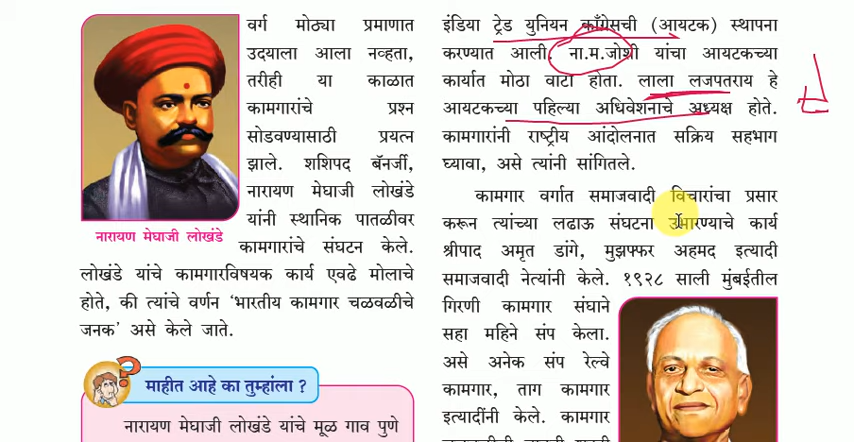 वर्ग मोठ्या प्रमाणात
उदयाला आला नव्हता,
तरीही या काळात
कामगारांचे प्रश्न
सोडवण्यासाठी प्रयत्न
झाले. शशिपद बॅनर्जी,
नारायण मेघाजी लोखंडे
यांनी स्थानिक पातळीवर
नारायण मेघाजी लोखंडे
कामगारांचे संघटन केले.
लोखंडे यांचे कामगारविषयक कार्य एवढे मोलाचे
होते, की त्यांचे वर्णन ‘भारतीय कामगार चळवळीचे
जनक’ असे केले जाते.
माहीत आहे का तुम्हांला ?
नारायण मेघाजी लोखंडे यांचे मूळ गाव पुणे
इंडिया ट्रेड युनियन काँग्रेसची (आयटक) स्थापना
करण्यात आली. ना.म.जोशी यांचा आयटकच्या
कार्यात मोठा वाटा होता. लाला लजपतराय हे
आयटकच्या पहिल्या अधिवेशनाचे अध्यक्ष होते.
कामगारांनी राष्ट्रीय आंदोलनात सक्रिय सहभाग
घ्यावा, असे त्यांनी सांगितले.
कामगार वर्गात समाजवादी विचारांचा प्रसार
करून त्यांच्या लढाऊ संघटना उभारण्याचे कार्य
श्रीपाद अमृत डांगे, मुझफ्फर अहमद इत्यादी
समाजवादी नेत्यांनी केले. १९२८ साली मुंबईतील
गिरणी कामगार संघाने
सहा महिने संप केला.
असे अनेक संप रेल्वे
कामगार, ताग कामगार
इत्यादींनी केले. कामगार